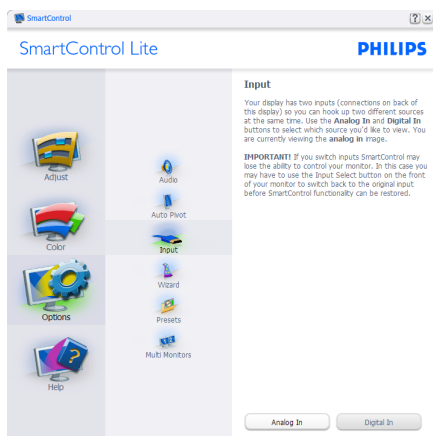 SmartControl
SmartControl Lite
PHILIPS
Adjust
Color
Options
Help
Audio
Auto Pivot
Input
Wizard
Presets
Multi Monitors
Input
Your display has two inputs (connections on back of
this display) so you can hook up two different sources
at the same time. Use the Analog In and Digital In
buttons to select which source you'd like to view. You
are currently viewing the analog in image.
IMPORTANT! If you switch inputs SmartControl may
lose the ability to control your monitor. In this case you
may have to use the Input Select button on the front
of your monitor to switch back to the original input
before SmartControl functionality can be restored.
Analog In
Digital In